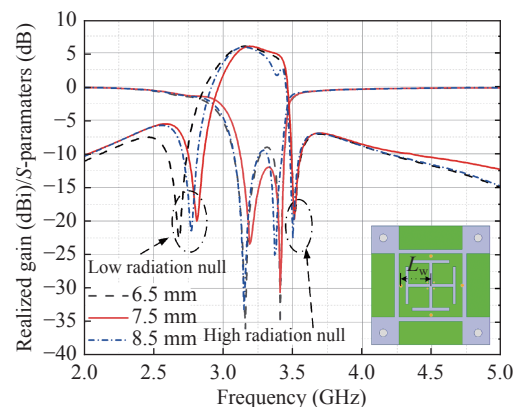 Realized gain (dBi)/S-paramaters (dB)
10
5
0
−5
−10
−15
−20
−25
−30
−35
−40
Low radiation null
6.5 mm
7.5 mm
8.5 mm
High radiation null
Lw
2.0 2.5 3.0 3.5 4.0 4.5 5.0
Frequency (GHz)